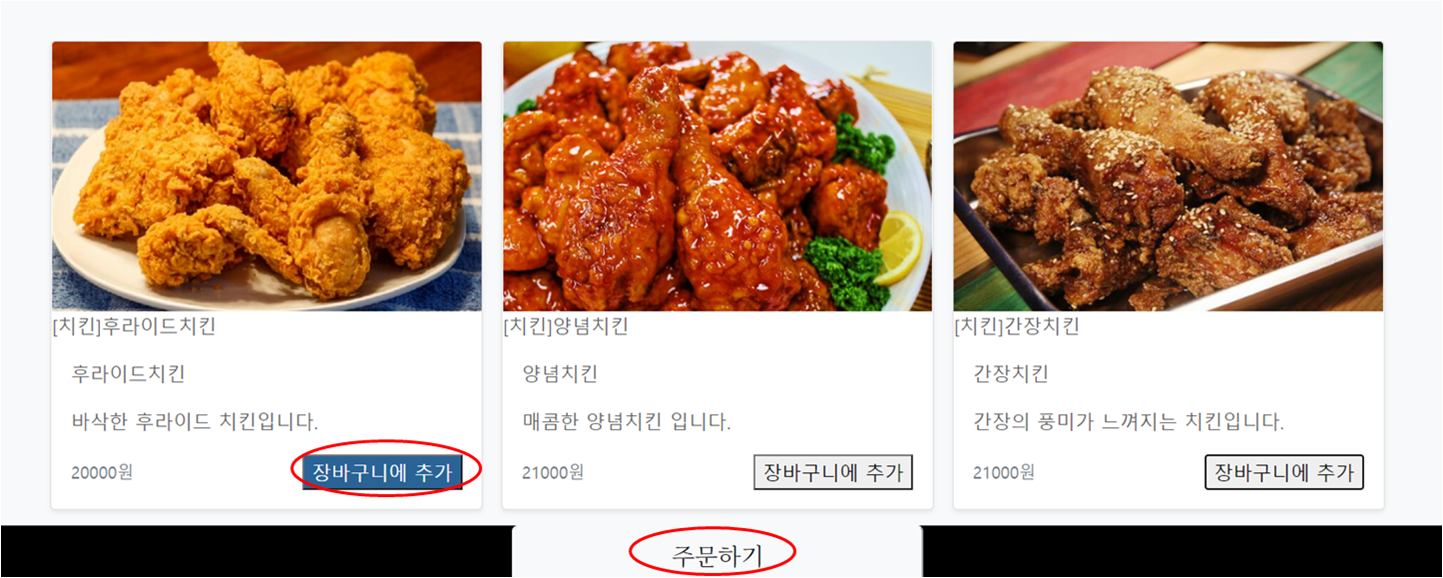 [치킨]후라이드치킨
후라이드치킨
바삭한 후라이드 치킨입니다.
20000원 장바구니에 추가
[치킨]양념치킨
양념치킨
매콤한 양념치킨 입니다.
21000원 장바구니에 추가
[치킨]간장치킨
간장치킨
간장의 풍미가 느껴지는 치킨입니다.
21000원 장바구니에 추가
주문하기